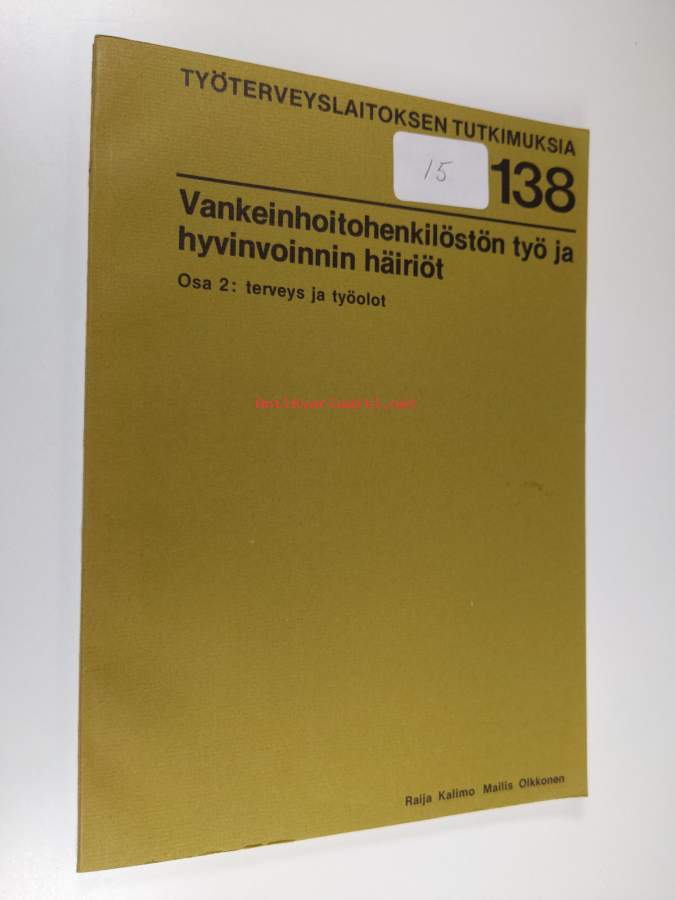 TYÖTERVEYSLAITOKSEN TUTKIMUKSIA
15
138
Vankeinhoitohenkilöstön työ ja
hyvinvoinnin häiriöt
Osa 2: terveys ja työolot
Raija Kalimo Mailis Olkkonen